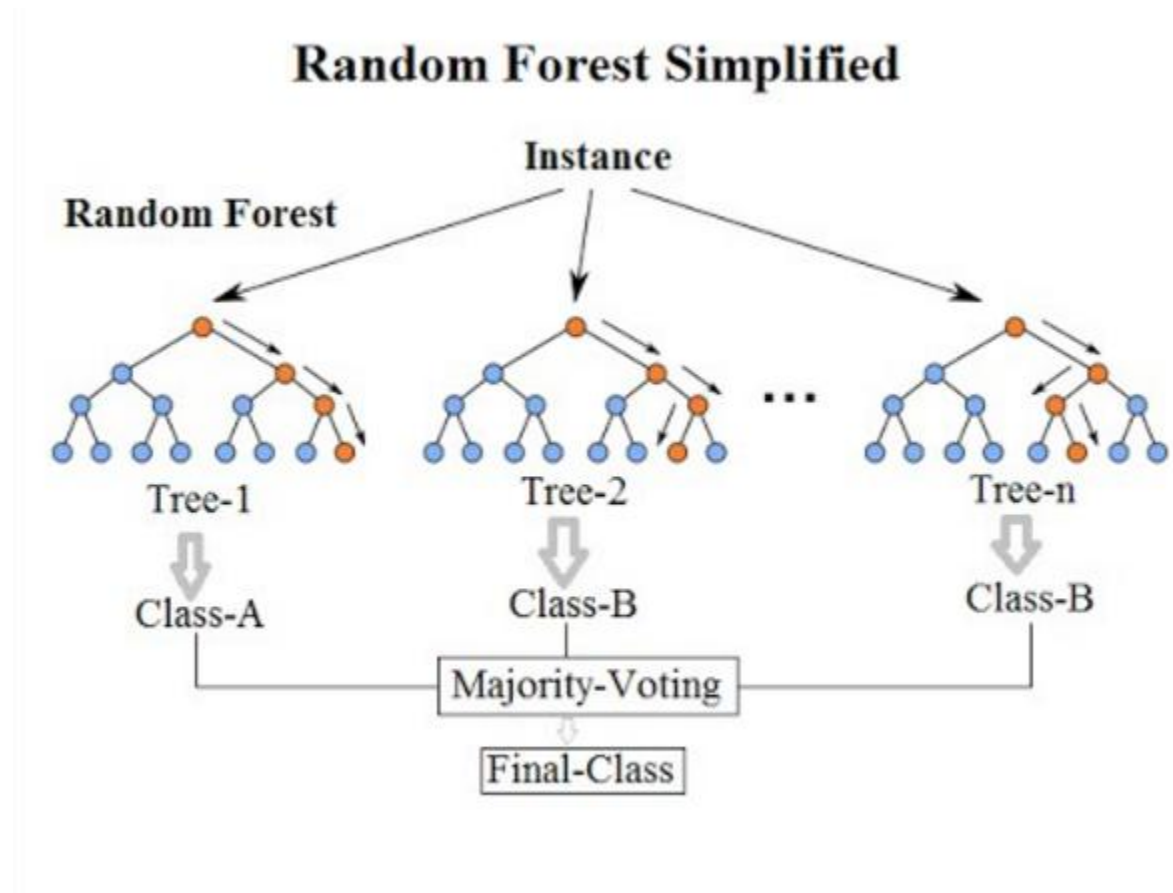 Random Forest Simplified
Instance
Random Forest
...
Tree-1
Tree-2
Tree-n
Class-A
Class-B
Class-B
Majority-Voting
Final-Class